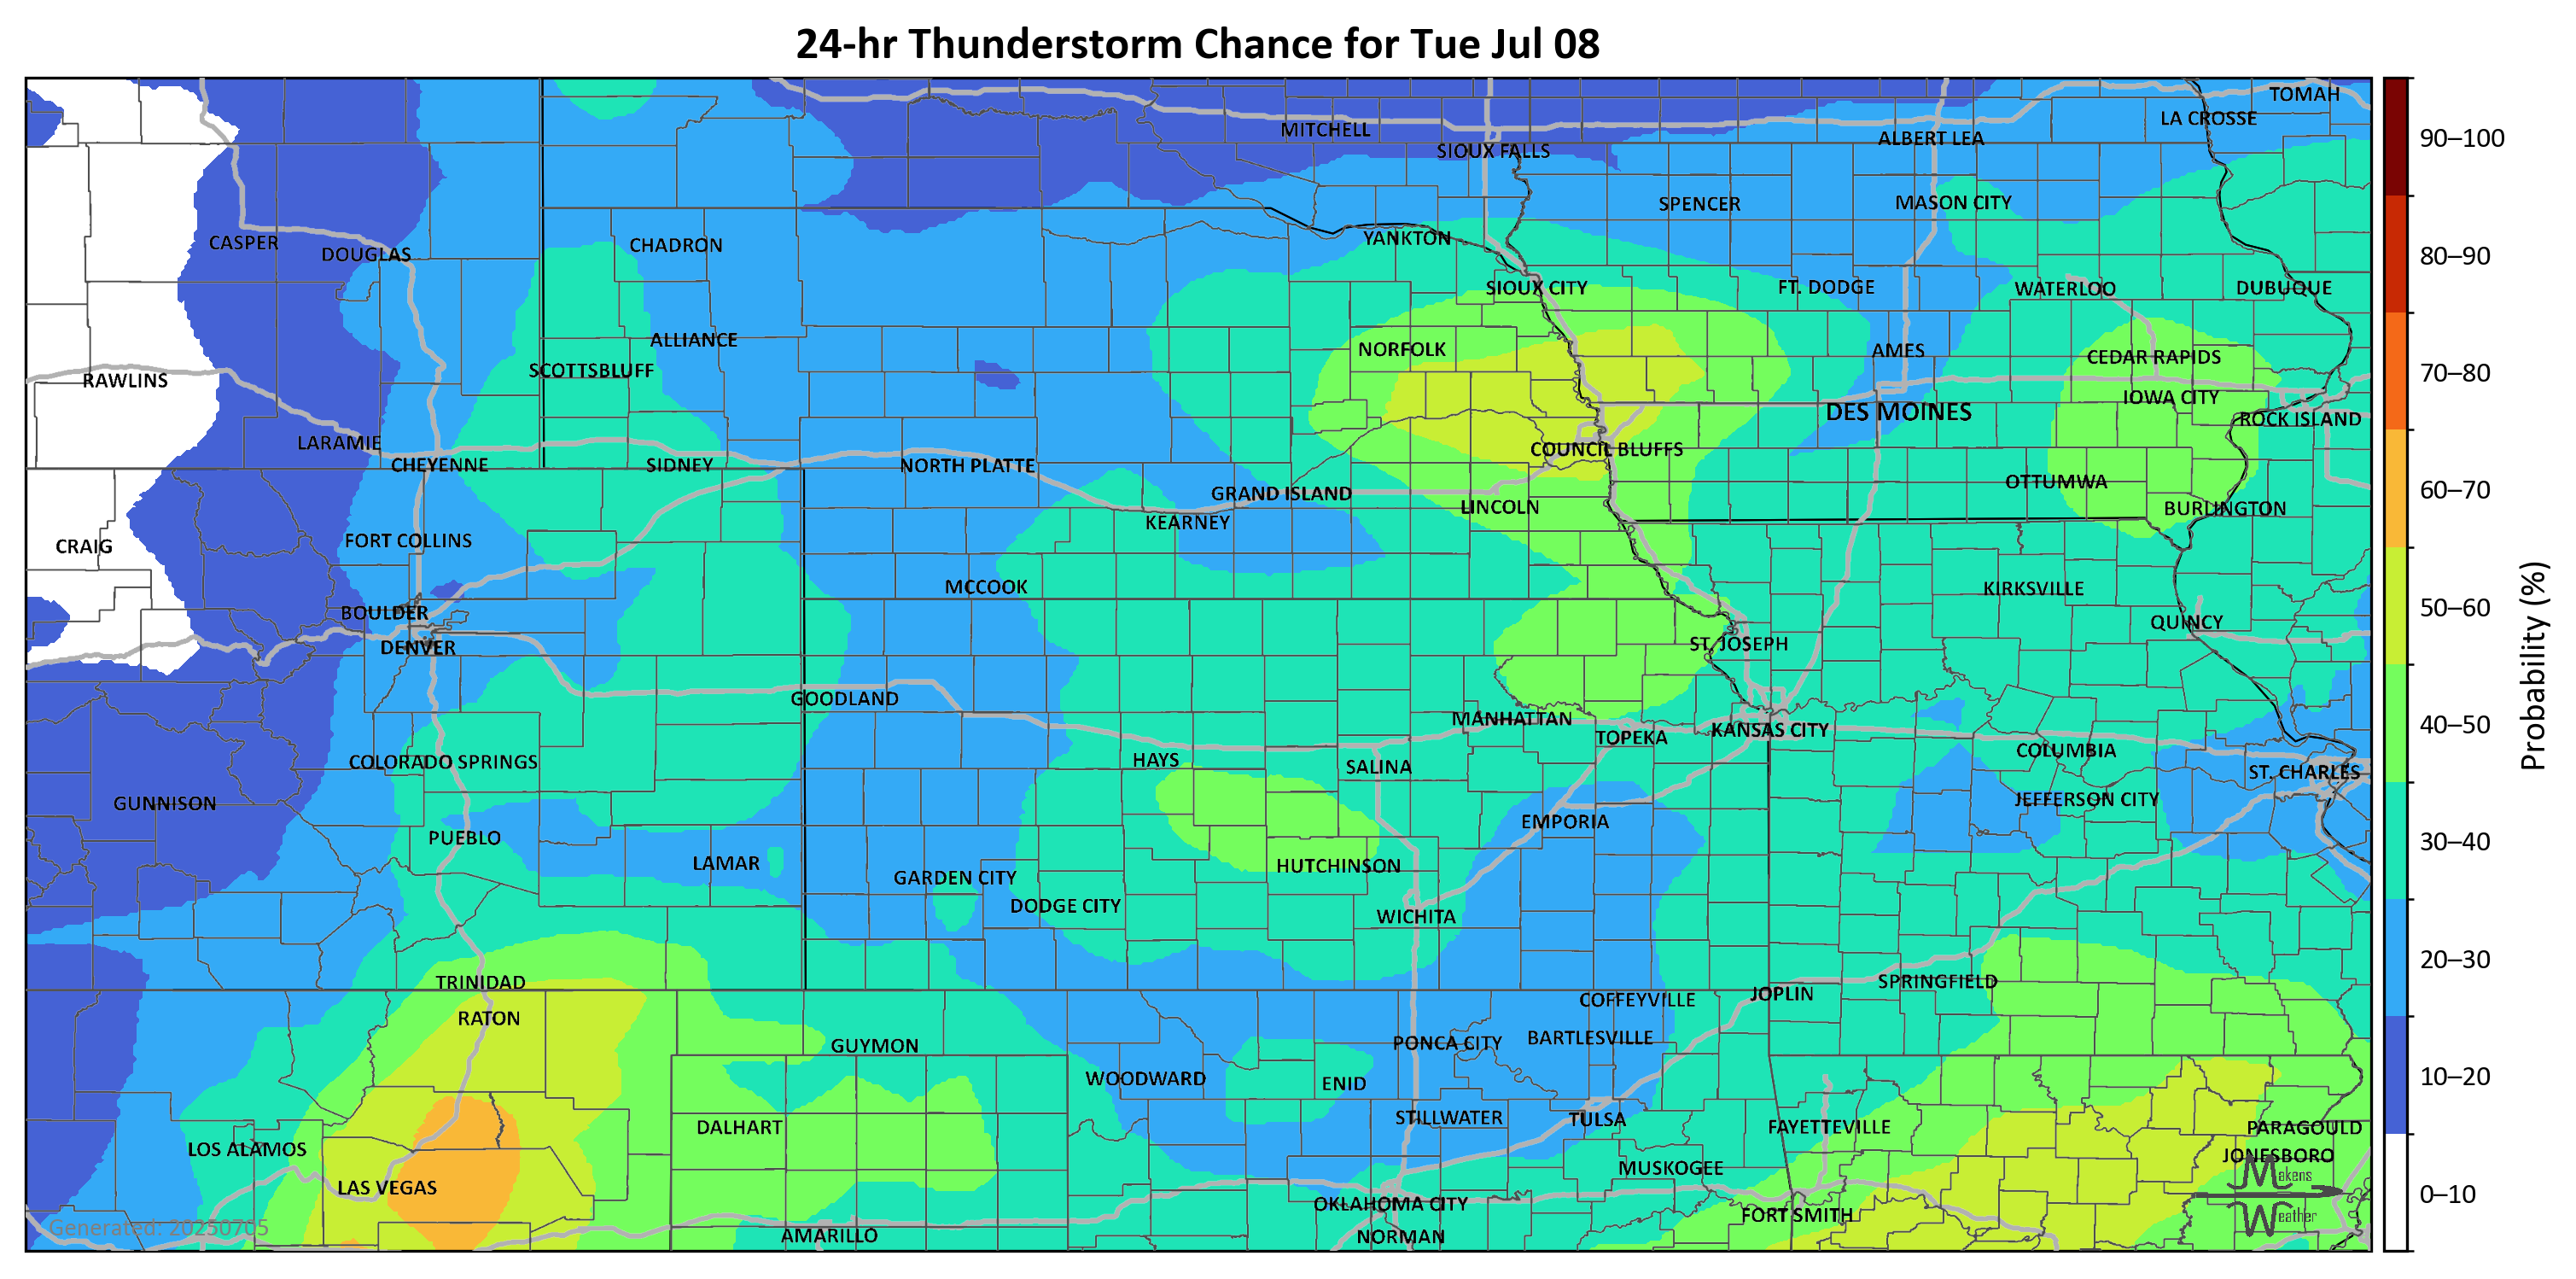 24-hr Thunderstorm Chance for Tue Jul 08
TOMAH
LA CROSSE
MITCHELL
ALBERT LEA
SIOUX FALLS
SPENCER
MASON CITY
CASPER
DOUGLAS
CHADRON
YANKTON
SIOUX CITY
FT. DODGE
WATERLOO
DUBUQUE
ALLIANCE
NORFOLK
AMES
CEDAR RAPIDS
SCOTTSBLUFF
RAWLINS
IOWA CITY
DES MOINES
ROCK ISLAND
LARAMIE
COUNCIL BLUFFS
CHEYENNE
SIDNEY
NORTH PLATTE
OTTUMWA
GRAND ISLAND
LINCOLN
BURLINGTON
KEARNEY
FORT COLLINS
CRAIG
MCCOOK
KIRKSVILLE
BOULDER
QUINCY
DENVER
ST. JOSEPH
GOODLAND
MANHATTAN
KANSAS CITY
TOPEKA
COLUMBIA
COLORADO SPRINGS
HAYS
SALINA
ST. CHARLES
GUNNISON
JEFFERSON CITY
EMPORIA
PUEBLO
LAMAR
HUTCHINSON
GARDEN CITY
DODGE CITY
WICHITA
TRINIDAD
SPRINGFIELD
JOPLIN
COFFEYVILLE
RATON
BARTLESVILLE
PONCA CITY
GUYMON
WOODWARD
ENID
STILLWATER
TULSA
DALHART
FAYETTEVILLE
PARAGOULD
LOS ALAMOS
JONESBORO
MUSKOGEE
LAS VEGAS
OKLAHOMA CITY
FORT SMITH
AMARILLO
NORMAN
Generated: 20250705
Mekens
Weather
90–100
80–90
70–80
60–70
50–60
40–50
30–40
20–30
10–20
0–10
Probability (%)